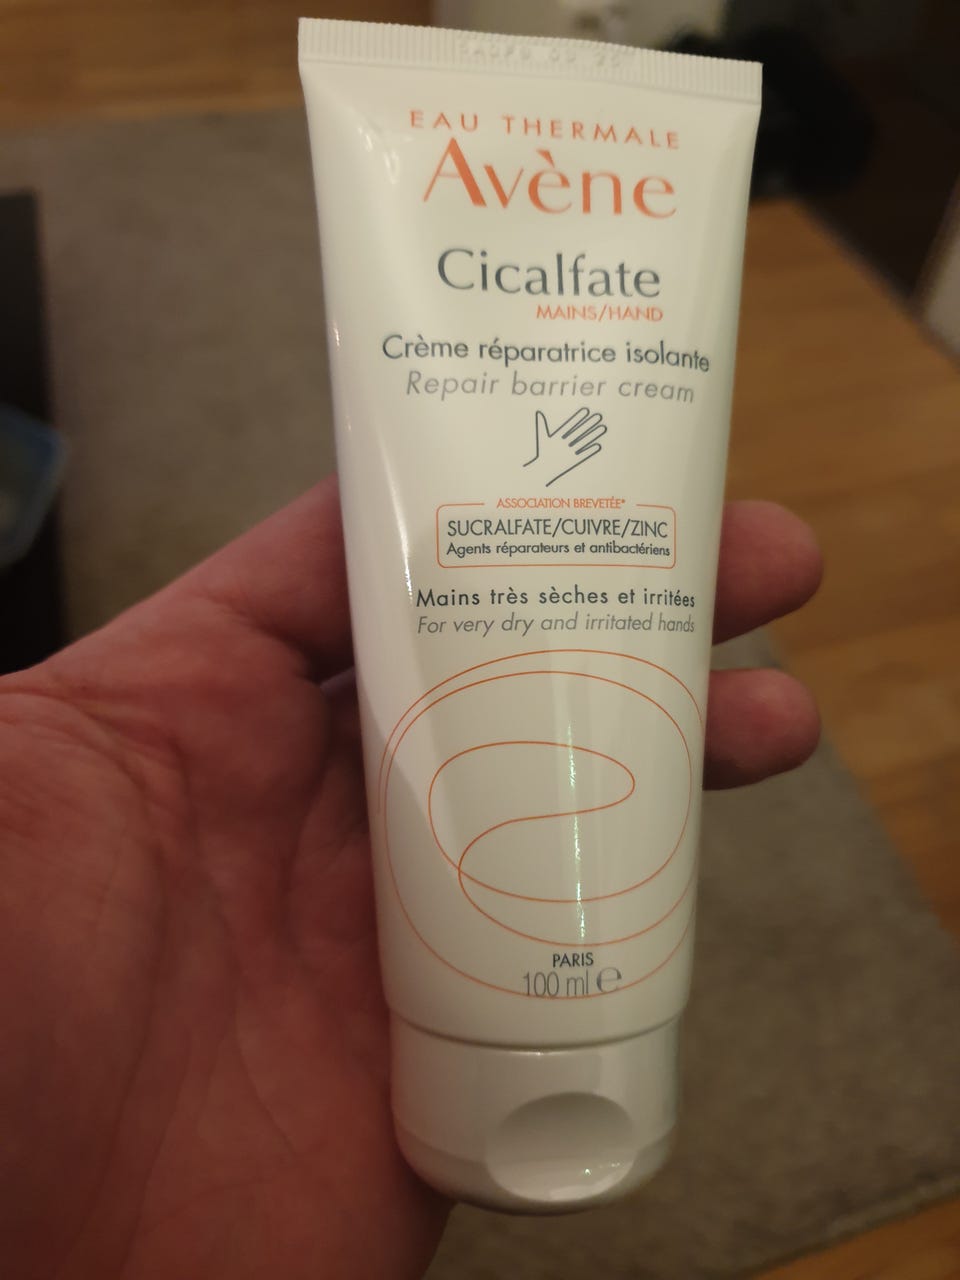 EAU THERMALE
Avène
Cicalfate
MAINS/HAND
Crème réparatrice isolante
Repair barrier cream
ASSOCIATION BREVETÉE*
SUCRALFATE/CUIVRE/ZINC
Agents réparateurs et antibactériens
Mains très sèches et irritées
For very dry and irritated hands
PARIS
100 ml ℮